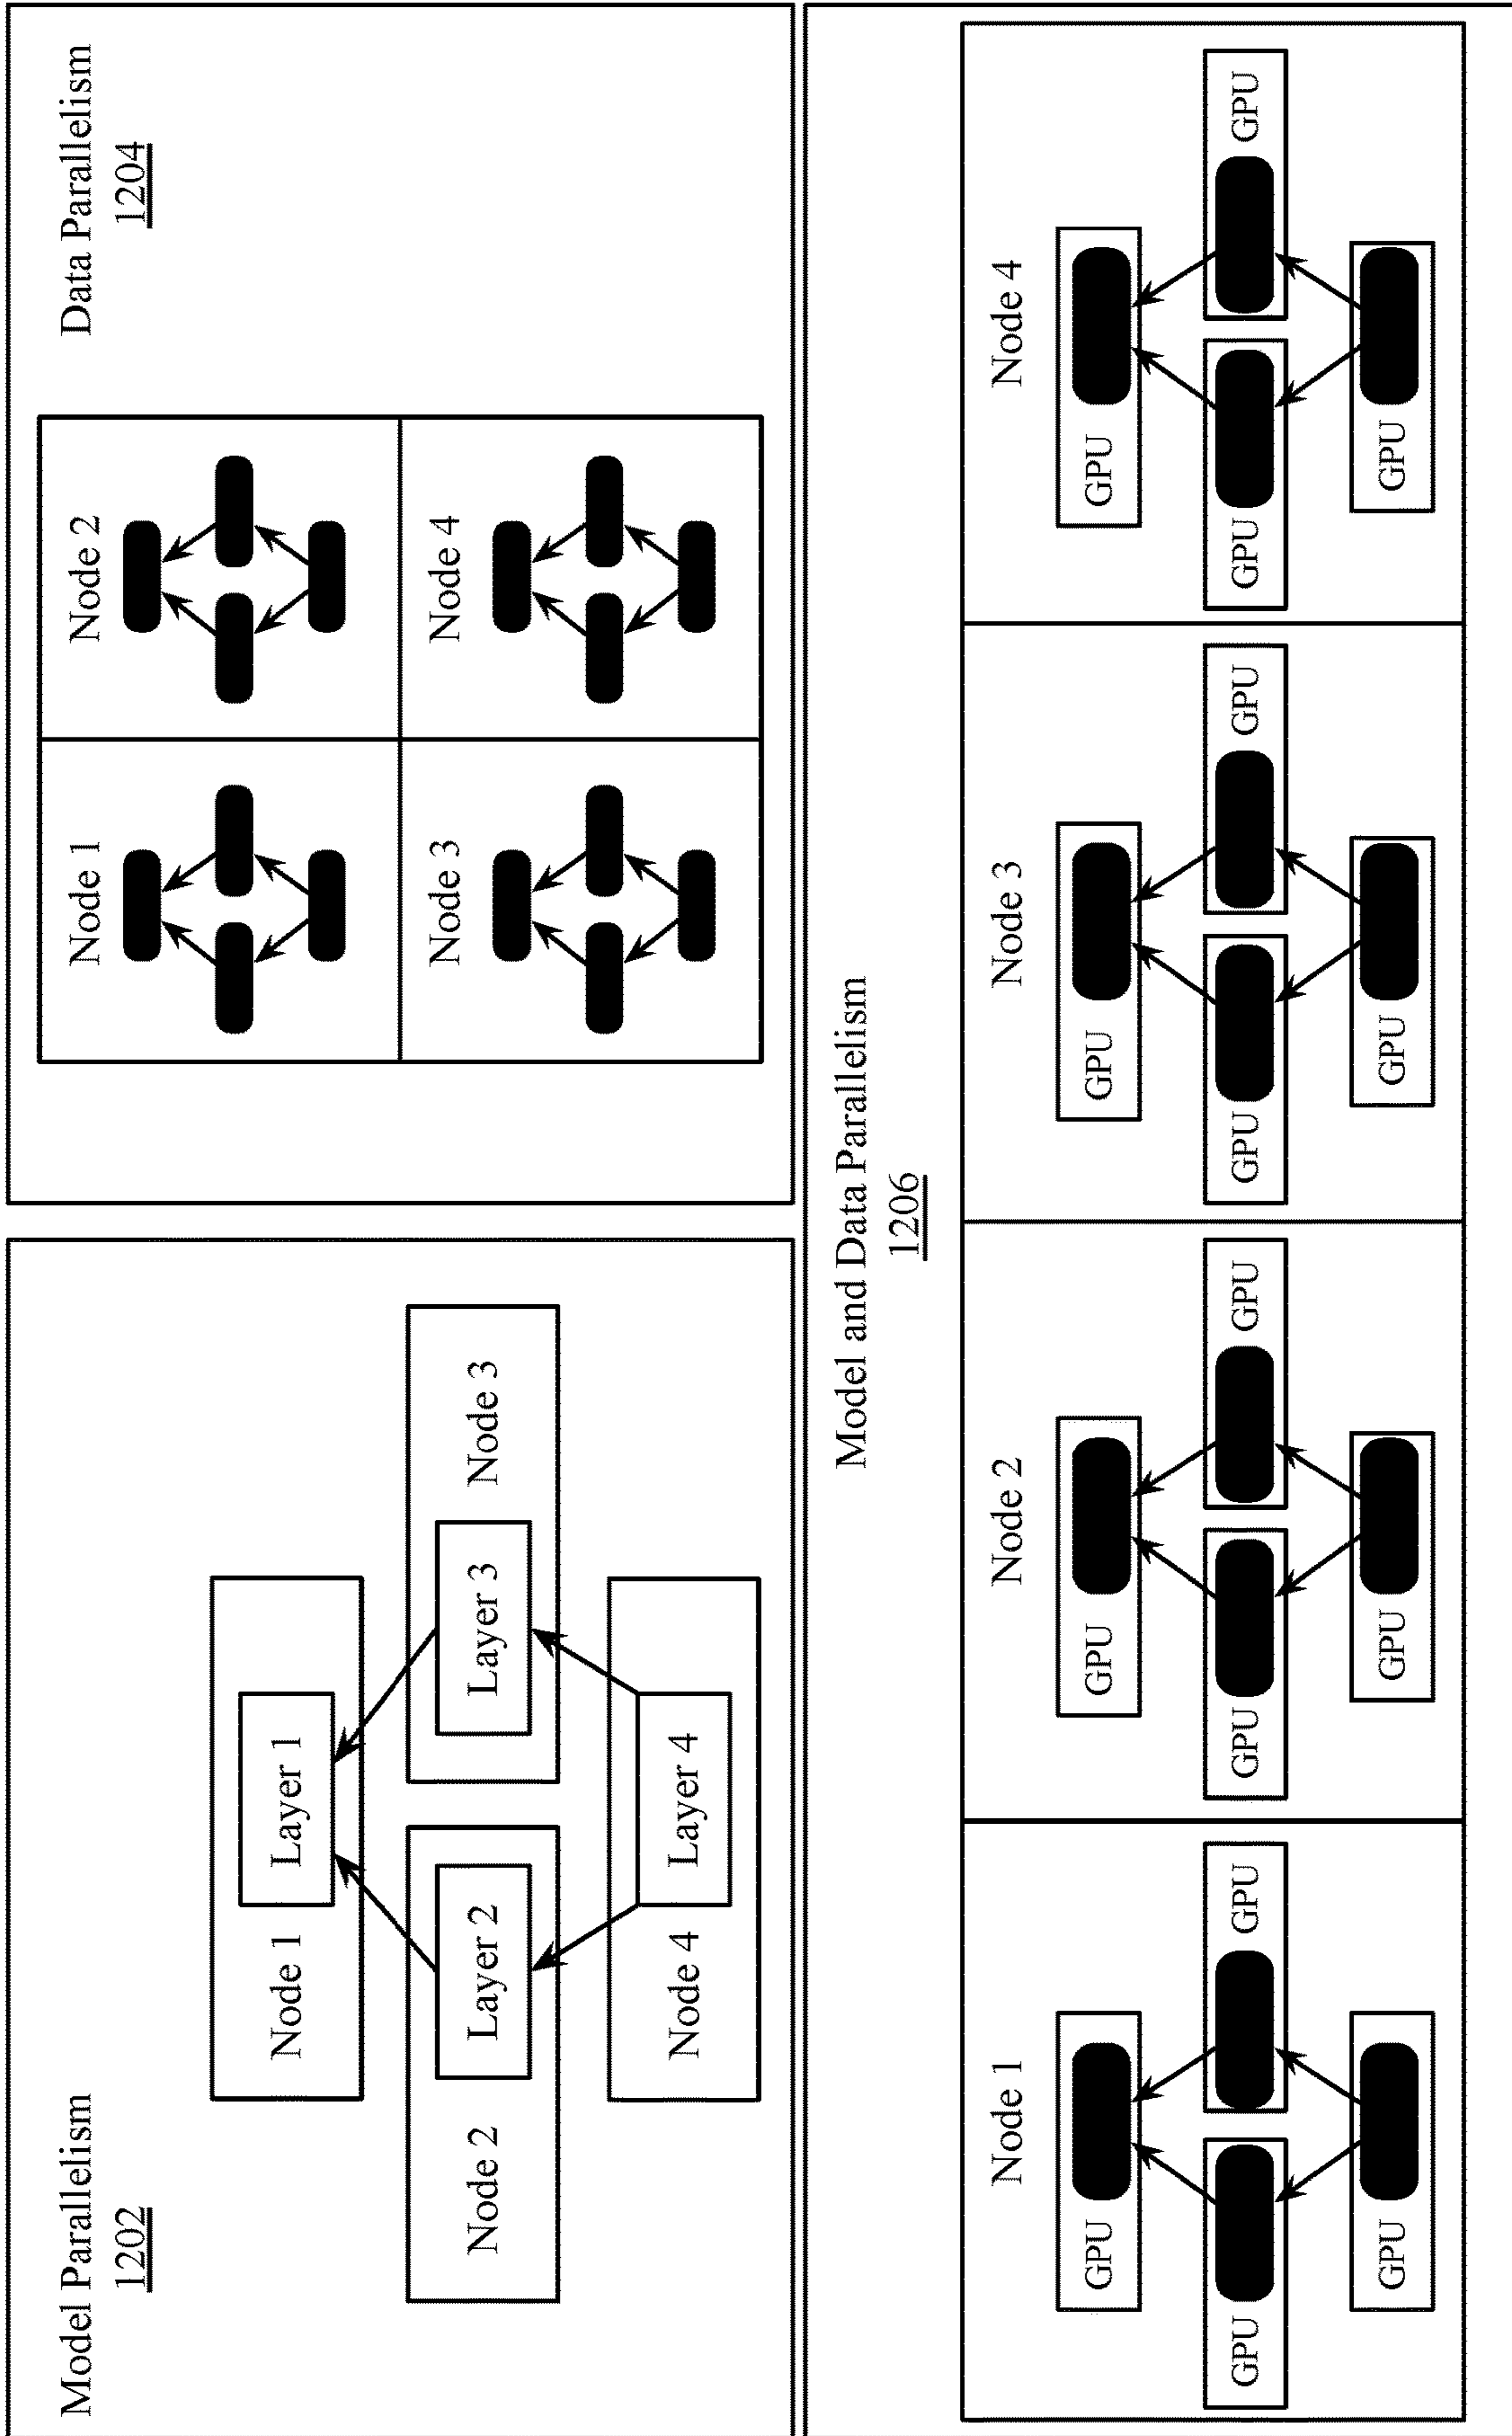 Model Parallelism
1202
Node 1
Layer 1
Node 2
Layer 2
Layer 3
Node 3
Node 4
Layer 4
Data Parallelism
1204
Node 1
Node 2
Node 3
Node 4
Model and Data Parallelism
1206
Node 1
GPU
GPU
GPU
GPU
Node 2
GPU
GPU
GPU
GPU
Node 3
GPU
GPU
GPU
GPU
Node 4
GPU
GPU
GPU
GPU